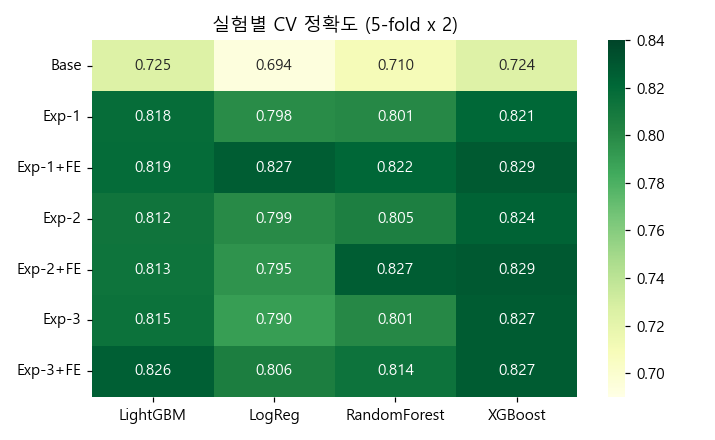 실험별 CV 정확도 (5-fold x 2)
Base 0.725 0.694 0.710 0.724
Exp-1 0.818 0.798 0.801 0.821
Exp-1+FE 0.819 0.827 0.822 0.829
Exp-2 0.812 0.799 0.805 0.824
Exp-2+FE 0.813 0.795 0.827 0.829
Exp-3 0.815 0.790 0.801 0.827
Exp-3+FE 0.826 0.806 0.814 0.827
LightGBM LogReg RandomForest XGBoost
0.84
0.82
0.80
0.78
0.76
0.74
0.72
0.70